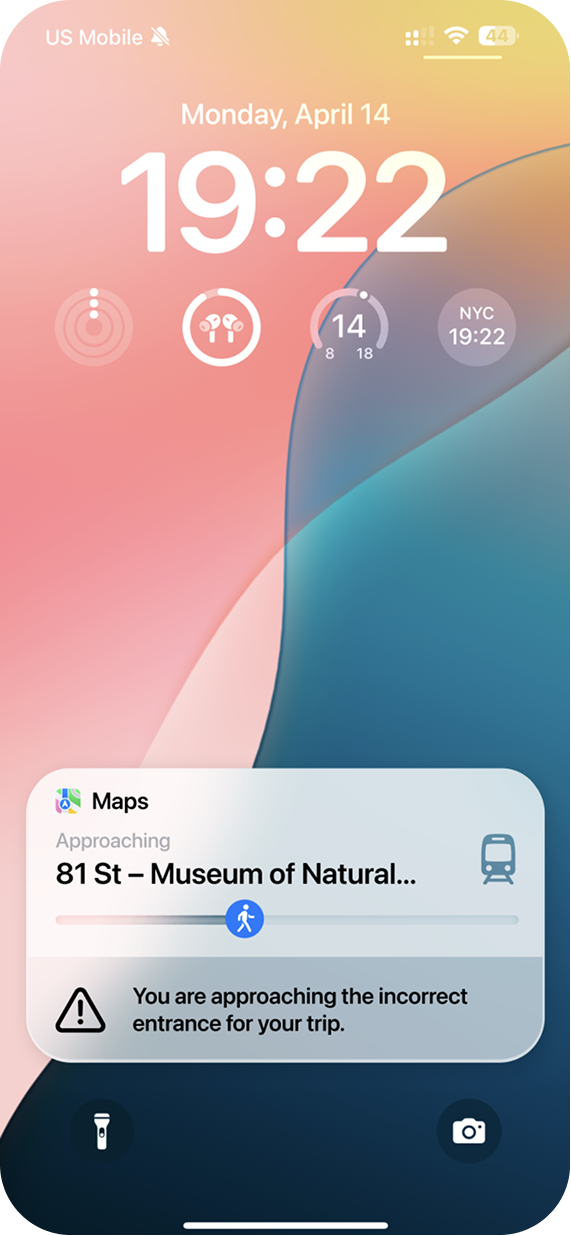 US Mobile
44
Monday, April 14
19:22
14
8 18
NYC
19:22
Maps
Approaching
81 St – Museum of Natural...
You are approaching the incorrect
entrance for your trip.